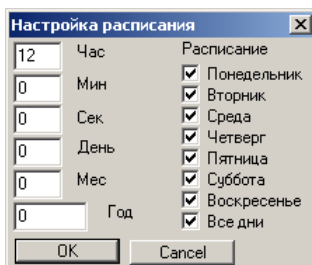 Настройка расписания
12 Час
0 Мин
0 Сек
0 День
0 Мес
0 Год
Расписание
Понедельник
Вторник
Среда
Четверг
Пятница
Суббота
Воскресенье
Все дни
OK
Cancel